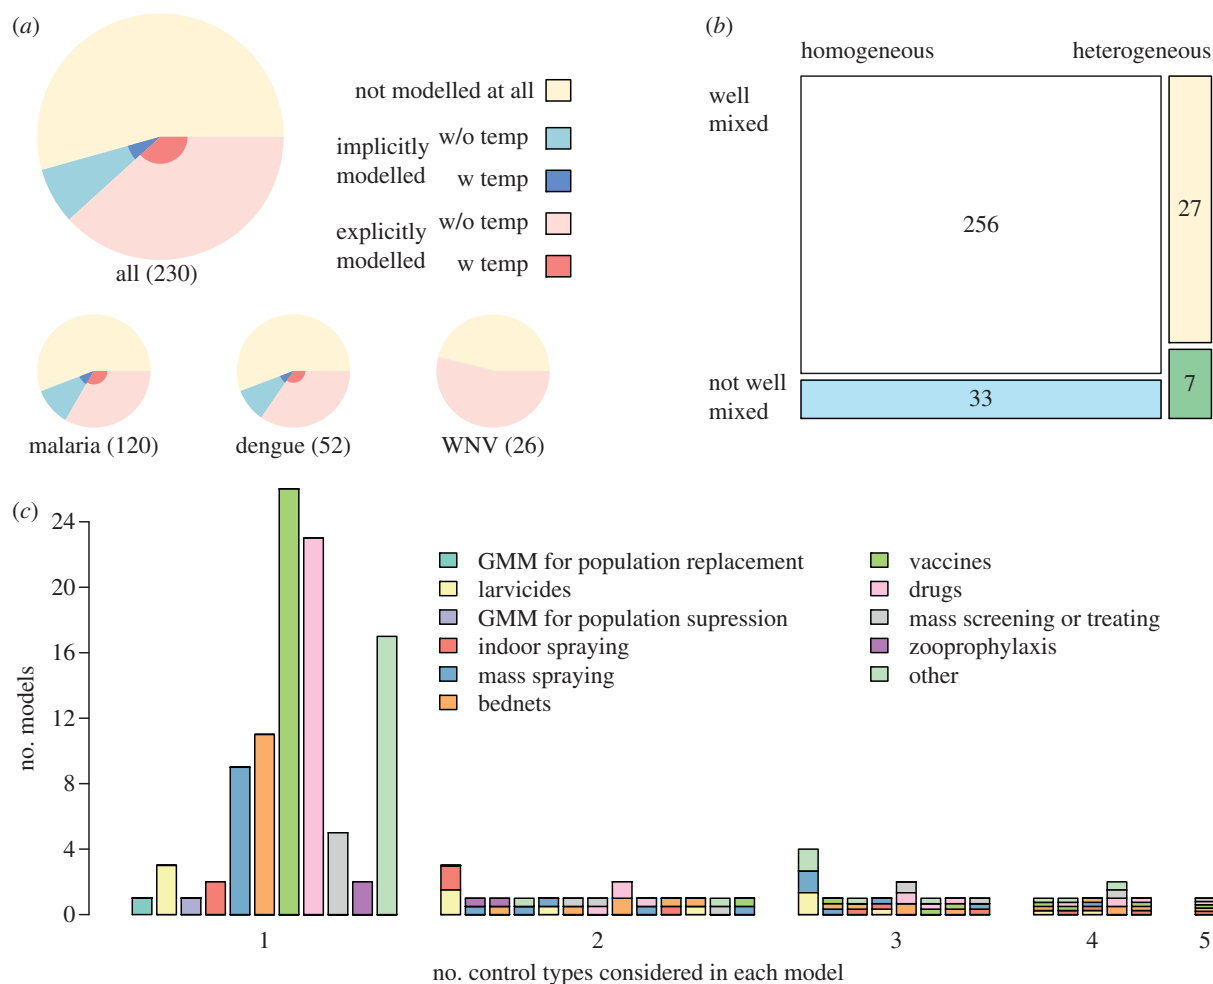 (a)
not modelled at all
implicitly modelled
w/o temp
w temp
explicitly modelled
w/o temp
w temp
all (230)
malaria (120)
dengue (52)
WNV (26)
(b)
homogeneous
heterogeneous
well mixed
256
27
not well mixed
33
7
(c)
no. models
24
20
16
12
8
4
0
GMM for population replacement
larvicides
GMM for population supression
indoor spraying
mass spraying
bednets
vaccines
drugs
mass screening or treating
zooprophylaxis
other
1
2
3
4
5
no. control types considered in each model